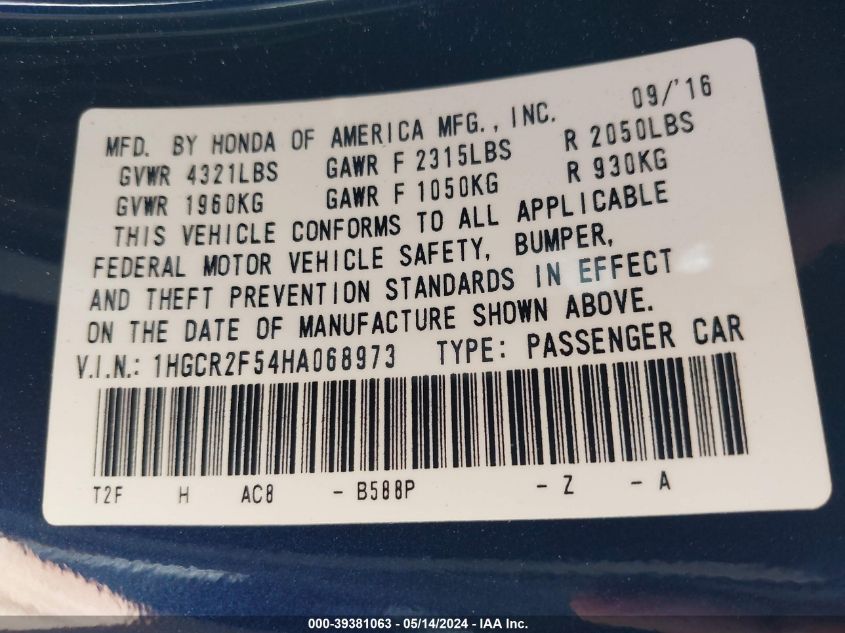 09/'16
MFD. BY HONDA OF AMERICA MFG., INC.
GVWR 4321LBS GAWR F 2315LBS R 2050LBS
GVWR 1960KG GAWR F 1050KG R 930KG
THIS VEHICLE CONFORMS TO ALL APPLICABLE
FEDERAL MOTOR VEHICLE SAFETY, BUMPER,
AND THEFT PREVENTION STANDARDS IN EFFECT
ON THE DATE OF MANUFACTURE SHOWN ABOVE.
V.I.N.: 1HGCR2F54HA068973 TYPE: PASSENGER CAR
T2F H AC8 - B588P - Z - A
000-39381063 - 05/14/2024 - IAA Inc.